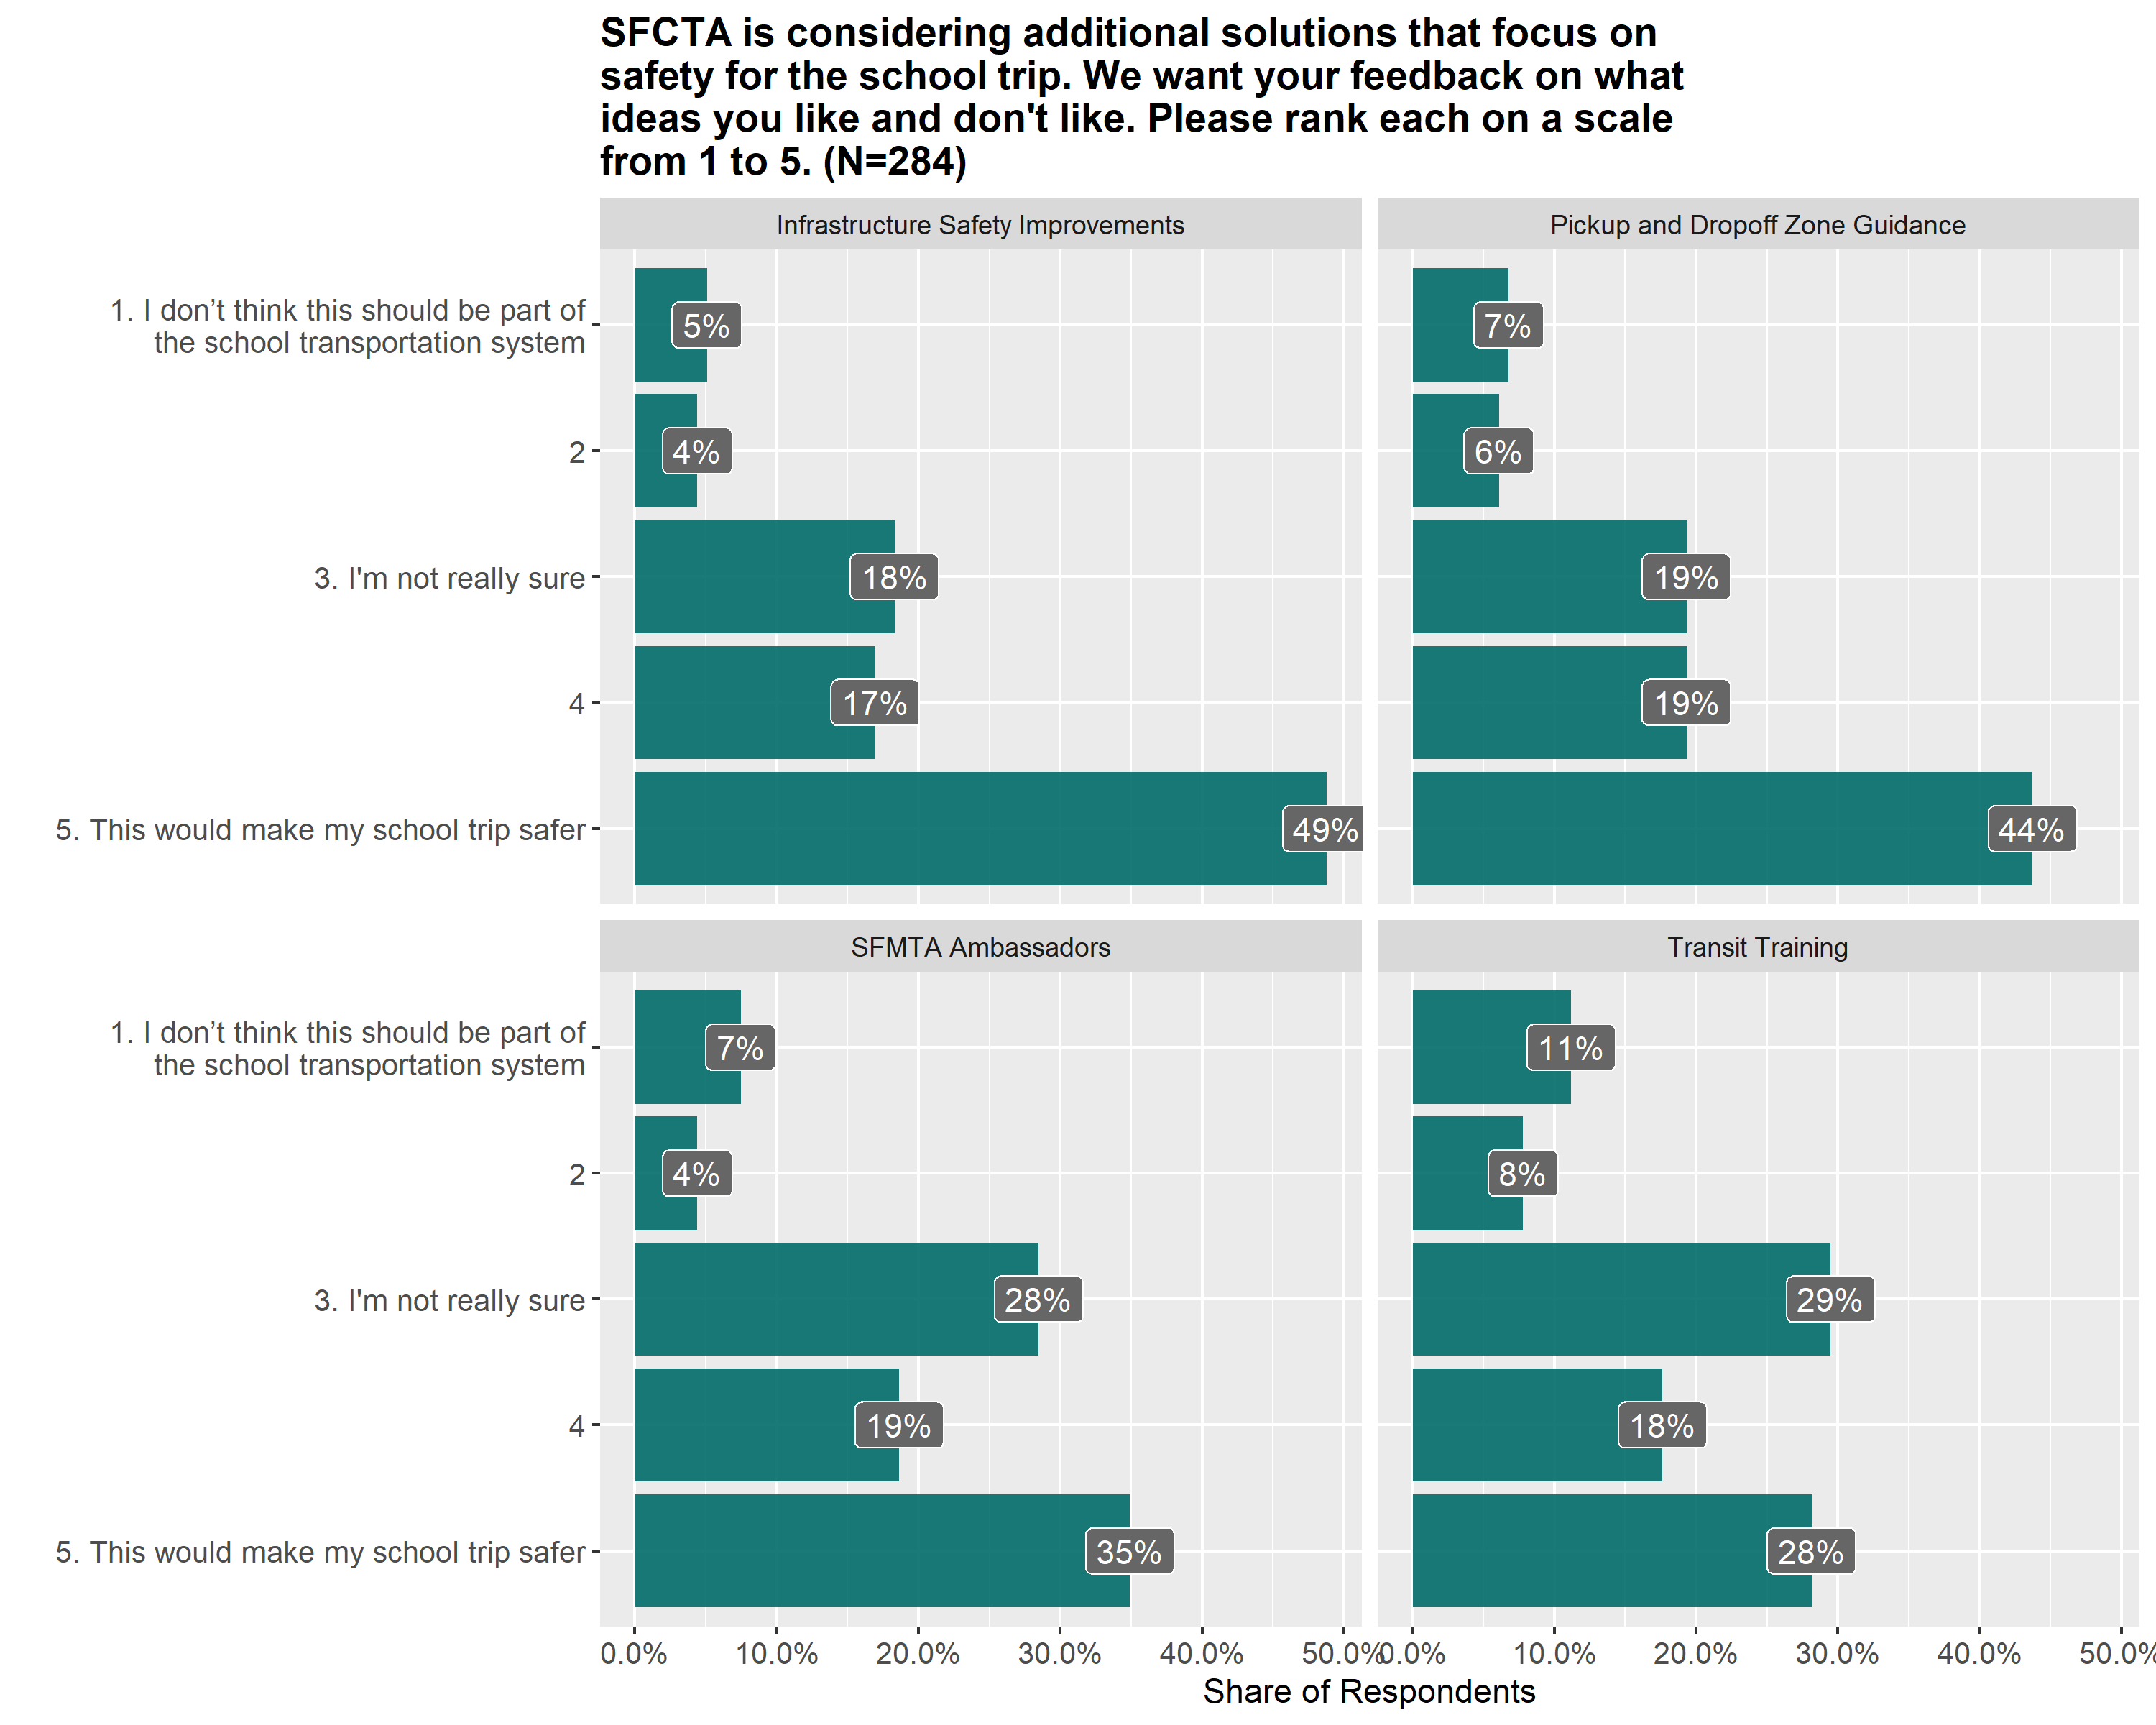 SFCTA is considering additional solutions that focus on
safety for the school trip. We want your feedback on what
ideas you like and don't like. Please rank each on a scale
from 1 to 5. (N=284)
Infrastructure Safety Improvements
Pickup and Dropoff Zone Guidance
1. I don’t think this should be part of
the school transportation system
5%
7%
2
4%
6%
3. I'm not really sure
18%
19%
4
17%
19%
5. This would make my school trip safer
49%
44%
SFMTA Ambassadors
Transit Training
1. I don’t think this should be part of
the school transportation system
7%
11%
2
4%
8%
3. I'm not really sure
28%
29%
4
19%
18%
5. This would make my school trip safer
35%
28%
0.0% 10.0% 20.0% 30.0% 40.0% 50.0% 0.0% 10.0% 20.0% 30.0% 40.0% 50.0%
Share of Respondents